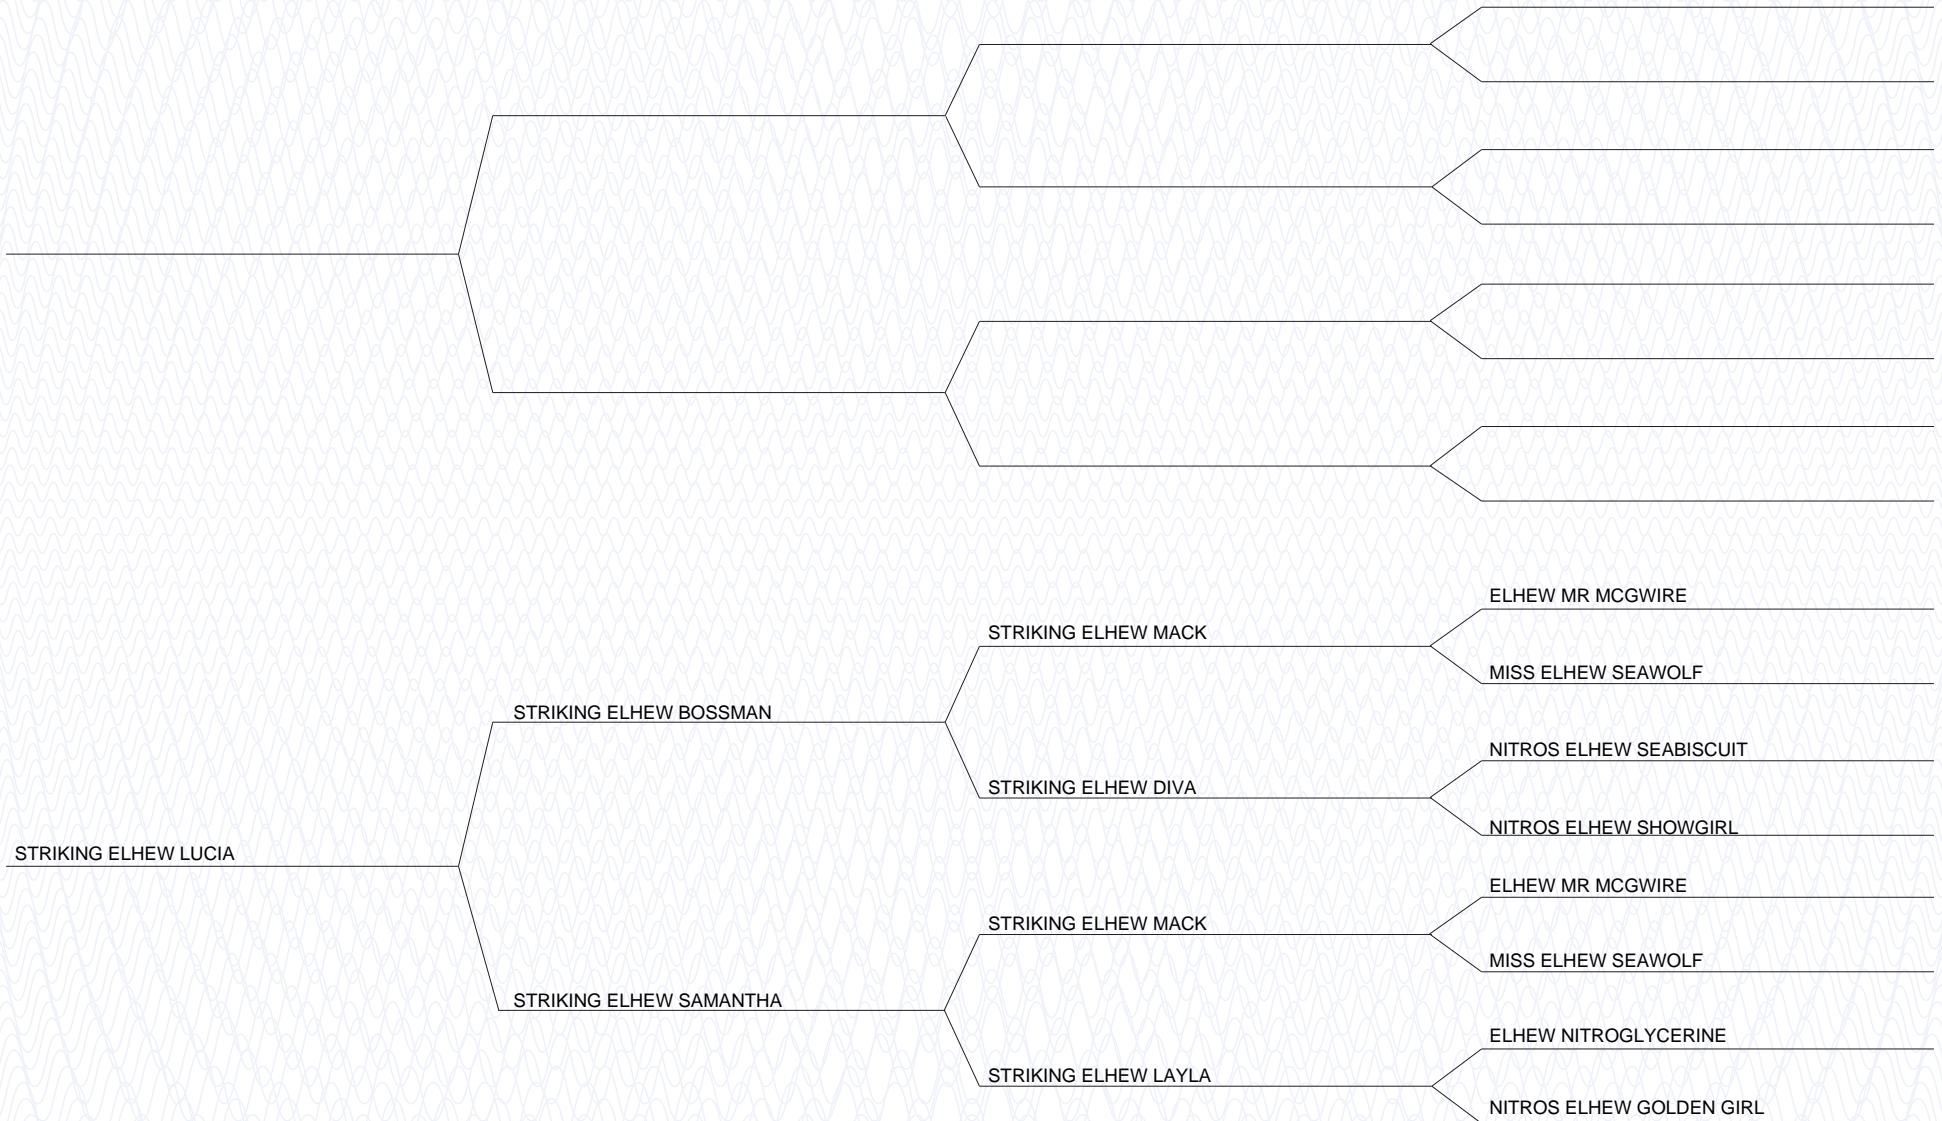 ELHEW MR MCGWIRE
STRIKING ELHEW MACK
MISS ELHEW SEAWOLF
STRIKING ELHEW BOSSMAN
NITROS ELHEW SEABISCUIT
STRIKING ELHEW DIVA
NITROS ELHEW SHOWGIRL
STRIKING ELHEW LUCIA
ELHEW MR MCGWIRE
STRIKING ELHEW MACK
MISS ELHEW SEAWOLF
STRIKING ELHEW SAMANTHA
ELHEW NITROGLYCERINE
STRIKING ELHEW LAYLA
NITROS ELHEW GOLDEN GIRL